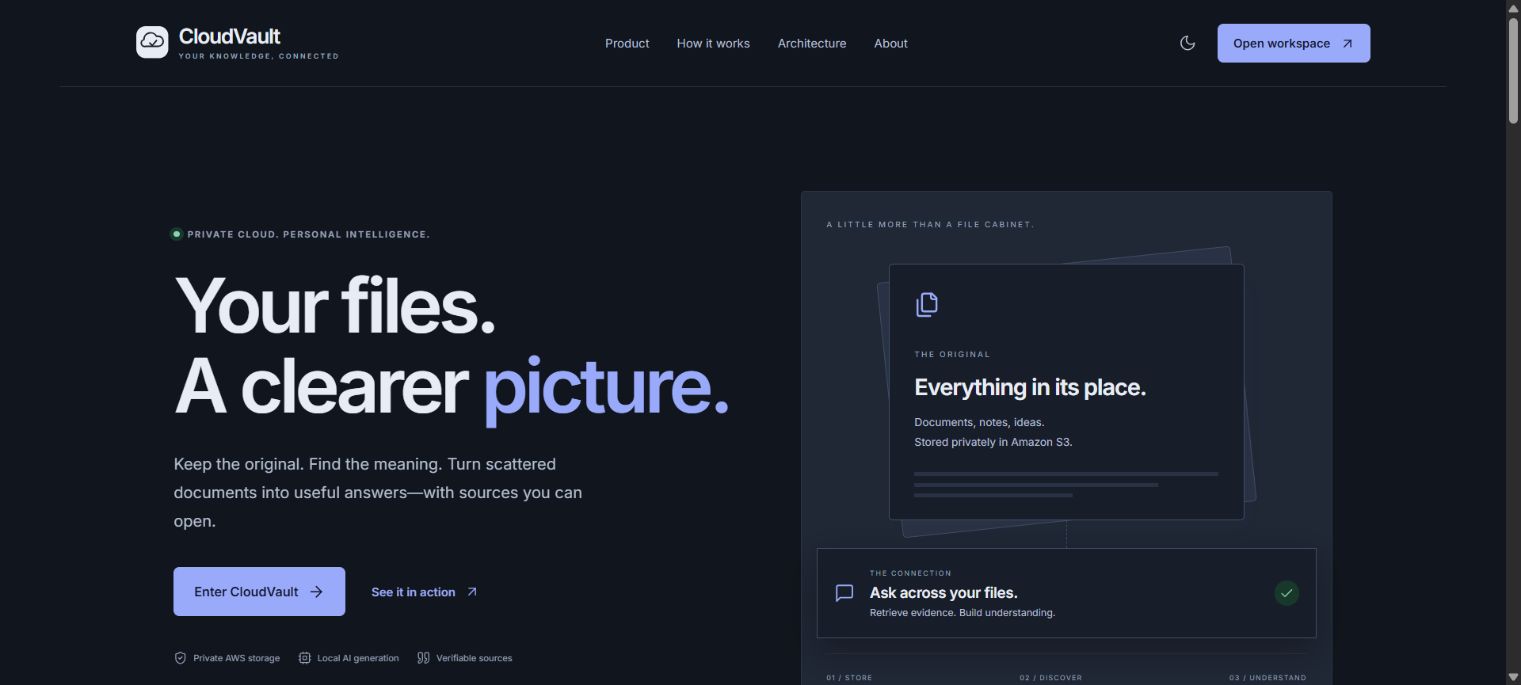 CloudVault
YOUR KNOWLEDGE, CONNECTED
Product
How it works
Architecture
About
Open workspace
PRIVATE CLOUD. PERSONAL INTELLIGENCE.
Your files.
A clearer picture.
Keep the original. Find the meaning. Turn scattered
documents into useful answers—with sources you can
open.
Enter CloudVault
See it in action
Private AWS storage
Local AI generation
Verifiable sources
A LITTLE MORE THAN A FILE CABINET.
THE ORIGINAL
Everything in its place.
Documents, notes, ideas.
Stored privately in Amazon S3.
THE CONNECTION
Ask across your files.
Retrieve evidence. Build understanding.
01 / STORE
02 / DISCOVER
03 / UNDERSTAND